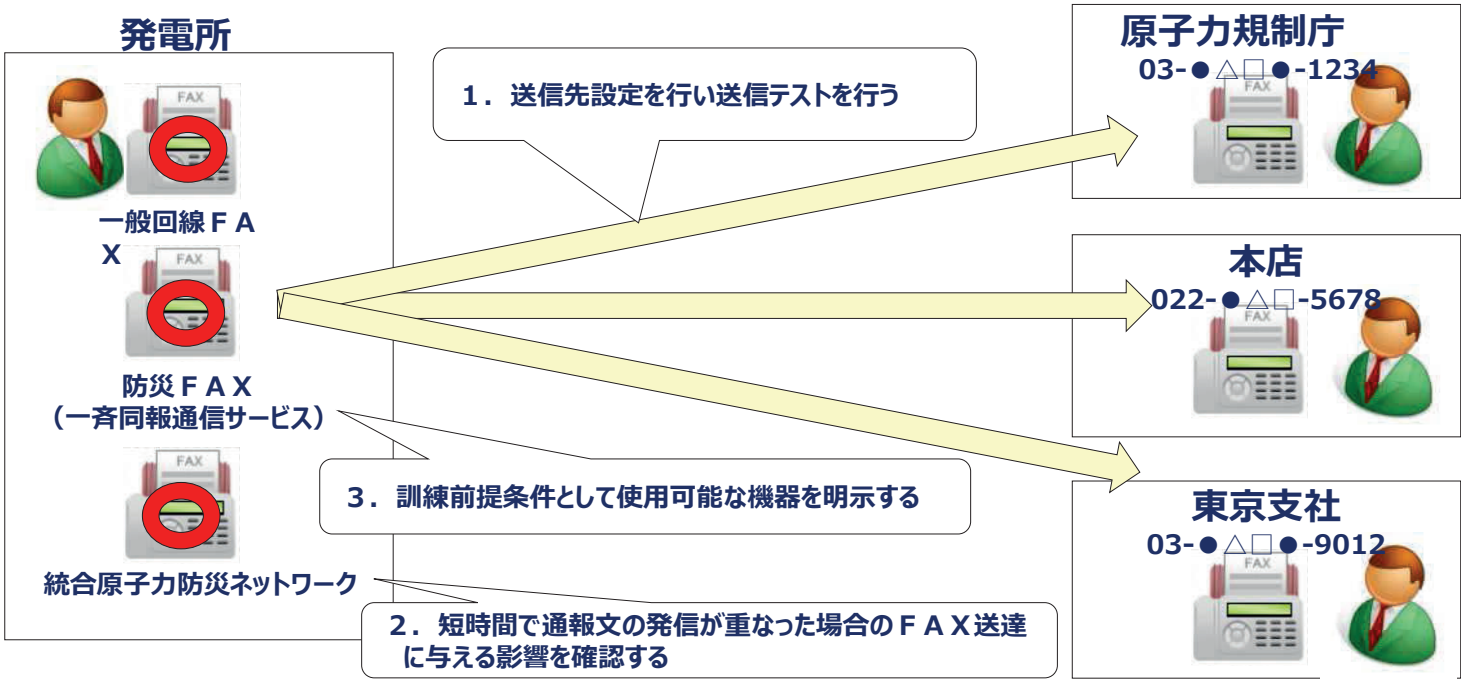 発電所
FAX
一般回線ＦＡ
Ｘ
FAX
防災ＦＡＸ
（一斉同報通信サービス）
FAX
統合原子力防災ネットワーク
１．送信先設定を行い送信テストを行う
３．訓練前提条件として使用可能な機器を明示する
２．短時間で通報文の発信が重なった場合のＦＡＸ送達
に与える影響を確認する
原子力規制庁
03-●△□●-1234
FAX
本店
022-●△□-5678
FAX
東京支社
03-●△□●-9012
FAX